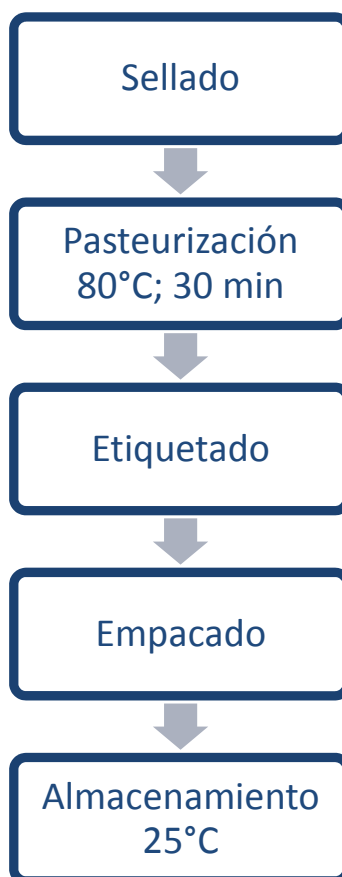 Sellado
Pasteurización
80°C; 30 min
Etiquetado
Empacado
Almacenamiento
25°C